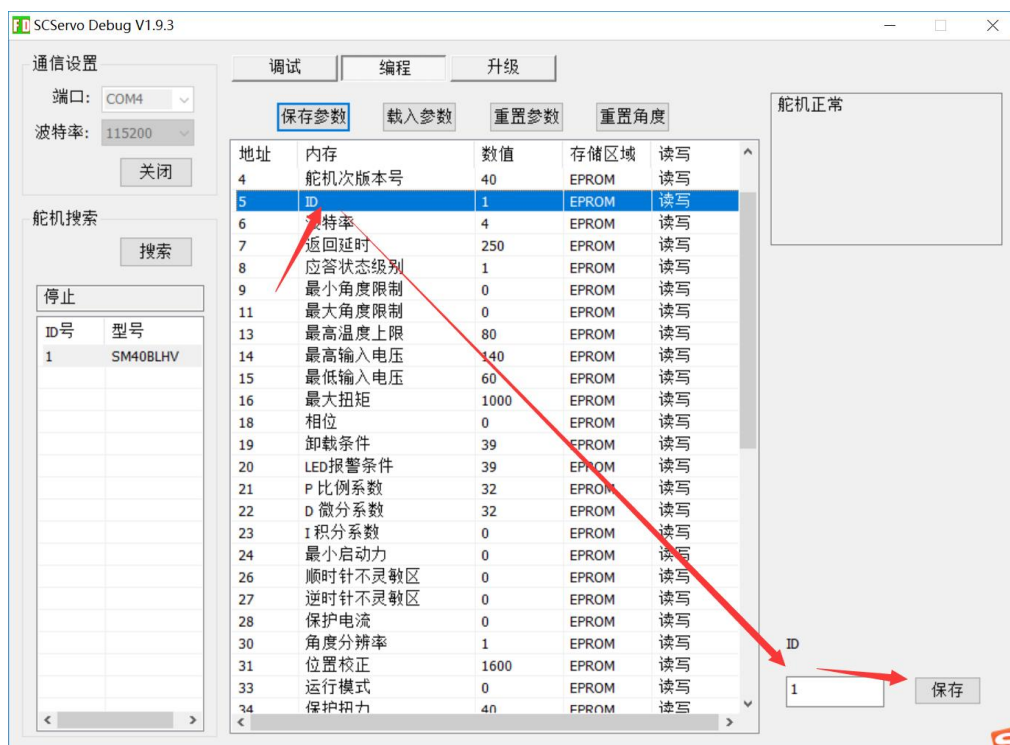 SCServo Debug V1.9.3
通信设置
端口: COM4
波特率: 115200
关闭
舵机搜索
搜索
停止
ID号 型号
1 SM40BLHV
调试 编程 升级
保存参数 载入参数 重置参数 重置角度
地址 内存 数值 存储区域 读写
4 舵机次版本号 40 EPROM 读写
5 ID 1 EPROM 读写
6 波特率 4 EPROM 读写
7 返回延时 250 EPROM 读写
8 应答状态级别 1 EPROM 读写
9 最小角度限制 0 EPROM 读写
11 最大角度限制 0 EPROM 读写
13 最高温度上限 80 EPROM 读写
14 最高输入电压 140 EPROM 读写
15 最低输入电压 60 EPROM 读写
16 最大扭矩 1000 EPROM 读写
18 相位 0 EPROM 读写
19 卸载条件 39 EPROM 读写
20 LED报警条件 39 EPROM 读写
21 P 比例系数 32 EPROM 读写
22 D 微分系数 32 EPROM 读写
23 I 积分系数 0 EPROM 读写
24 最小启动力 0 EPROM 读写
26 顺时针不灵敏区 0 EPROM 读写
27 逆时针不灵敏区 0 EPROM 读写
28 保护电流 0 EPROM 读写
30 角度分辨率 1 EPROM 读写
31 位置校正 1600 EPROM 读写
33 运行模式 0 EPROM 读写
34 保护扭力 40 EPROM 读写
舵机正常
ID
1 保存